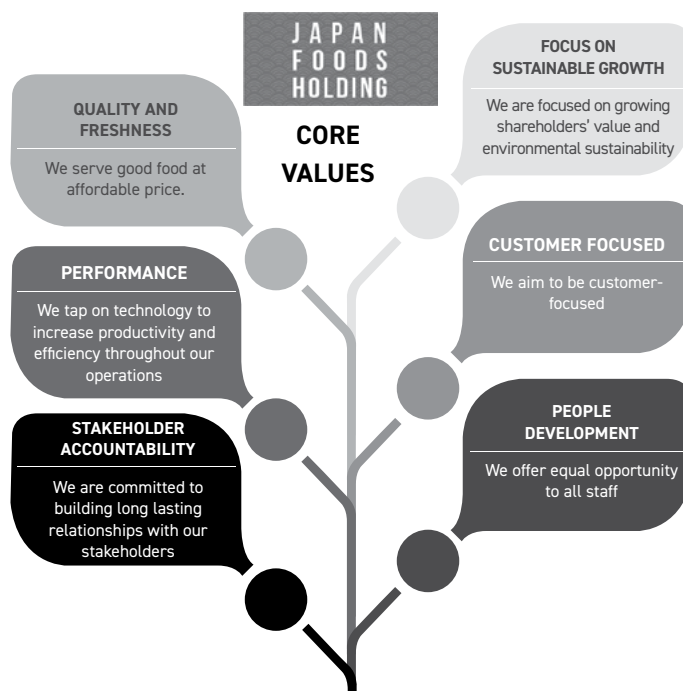 JAPAN
FOODS
HOLDING
CORE
VALUES
QUALITY AND
FRESHNESS
We serve good food at
affordable price.
PERFORMANCE
We tap on technology to
increase productivity and
efficiency throughout our
operations
STAKEHOLDER
ACCOUNTABILITY
We are committed to
building long lasting
relationships with our
stakeholders
FOCUS ON
SUSTAINABLE GROWTH
We are focused on growing
shareholders' value and
environmental sustainability
CUSTOMER FOCUSED
We aim to be customer-
focused
PEOPLE
DEVELOPMENT
We offer equal opportunity
to all staff